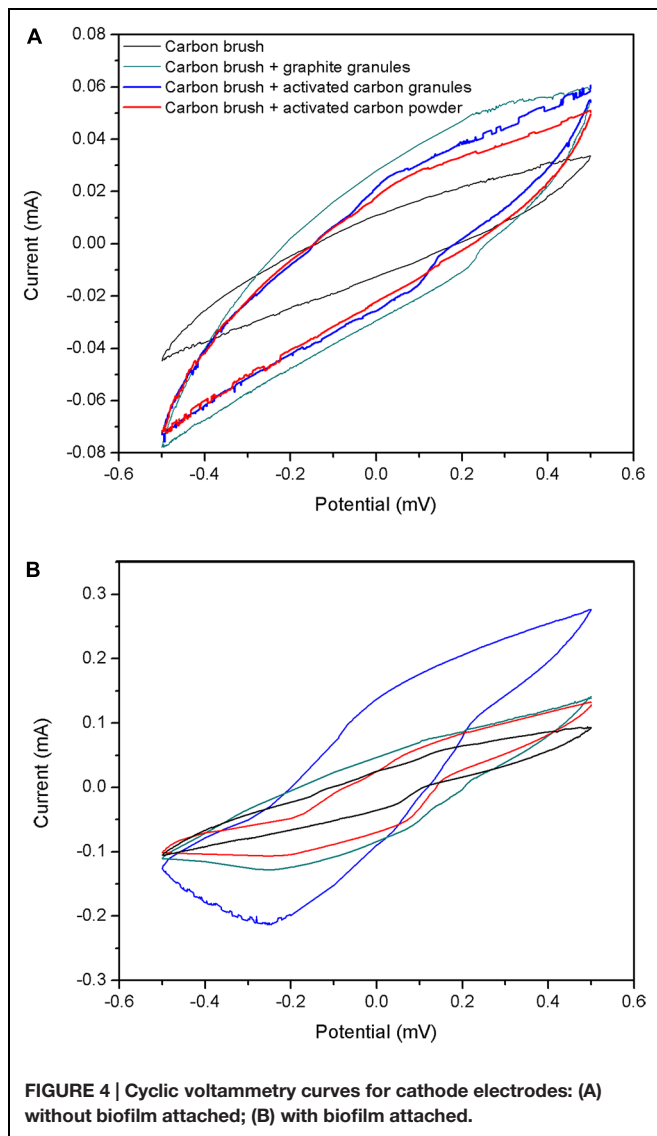 A
Carbon brush
Carbon brush + graphite granules
Carbon brush + activated carbon granules
Carbon brush + activated carbon powder
0.08
0.06
0.04
0.02
0.00
-0.02
-0.04
-0.06
-0.08
Current (mA)
-0.6 -0.4 -0.2 0.0 0.2 0.4 0.6
Potential (mV)
B
0.3
0.2
0.1
0.0
-0.1
-0.2
-0.3
Current (mA)
-0.6 -0.4 -0.2 0.0 0.2 0.4 0.6
Potential (mV)
FIGURE 4 | Cyclic voltammetry curves for cathode electrodes: (A)
without biofilm attached; (B) with biofilm attached.